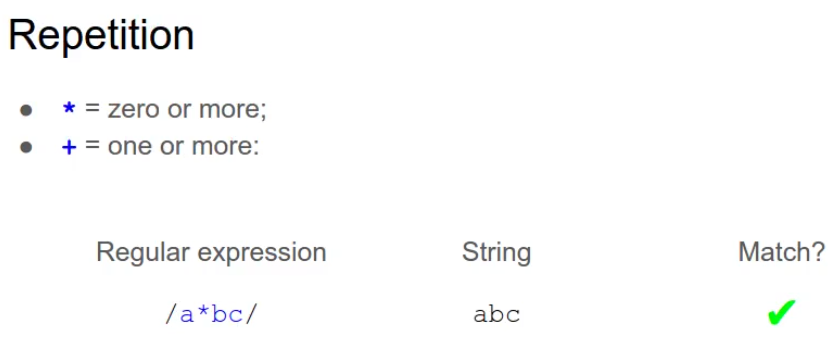 Repetition
● * = zero or more;
● + = one or more:
Regular expression String Match?
/a*bc/ abc ✔